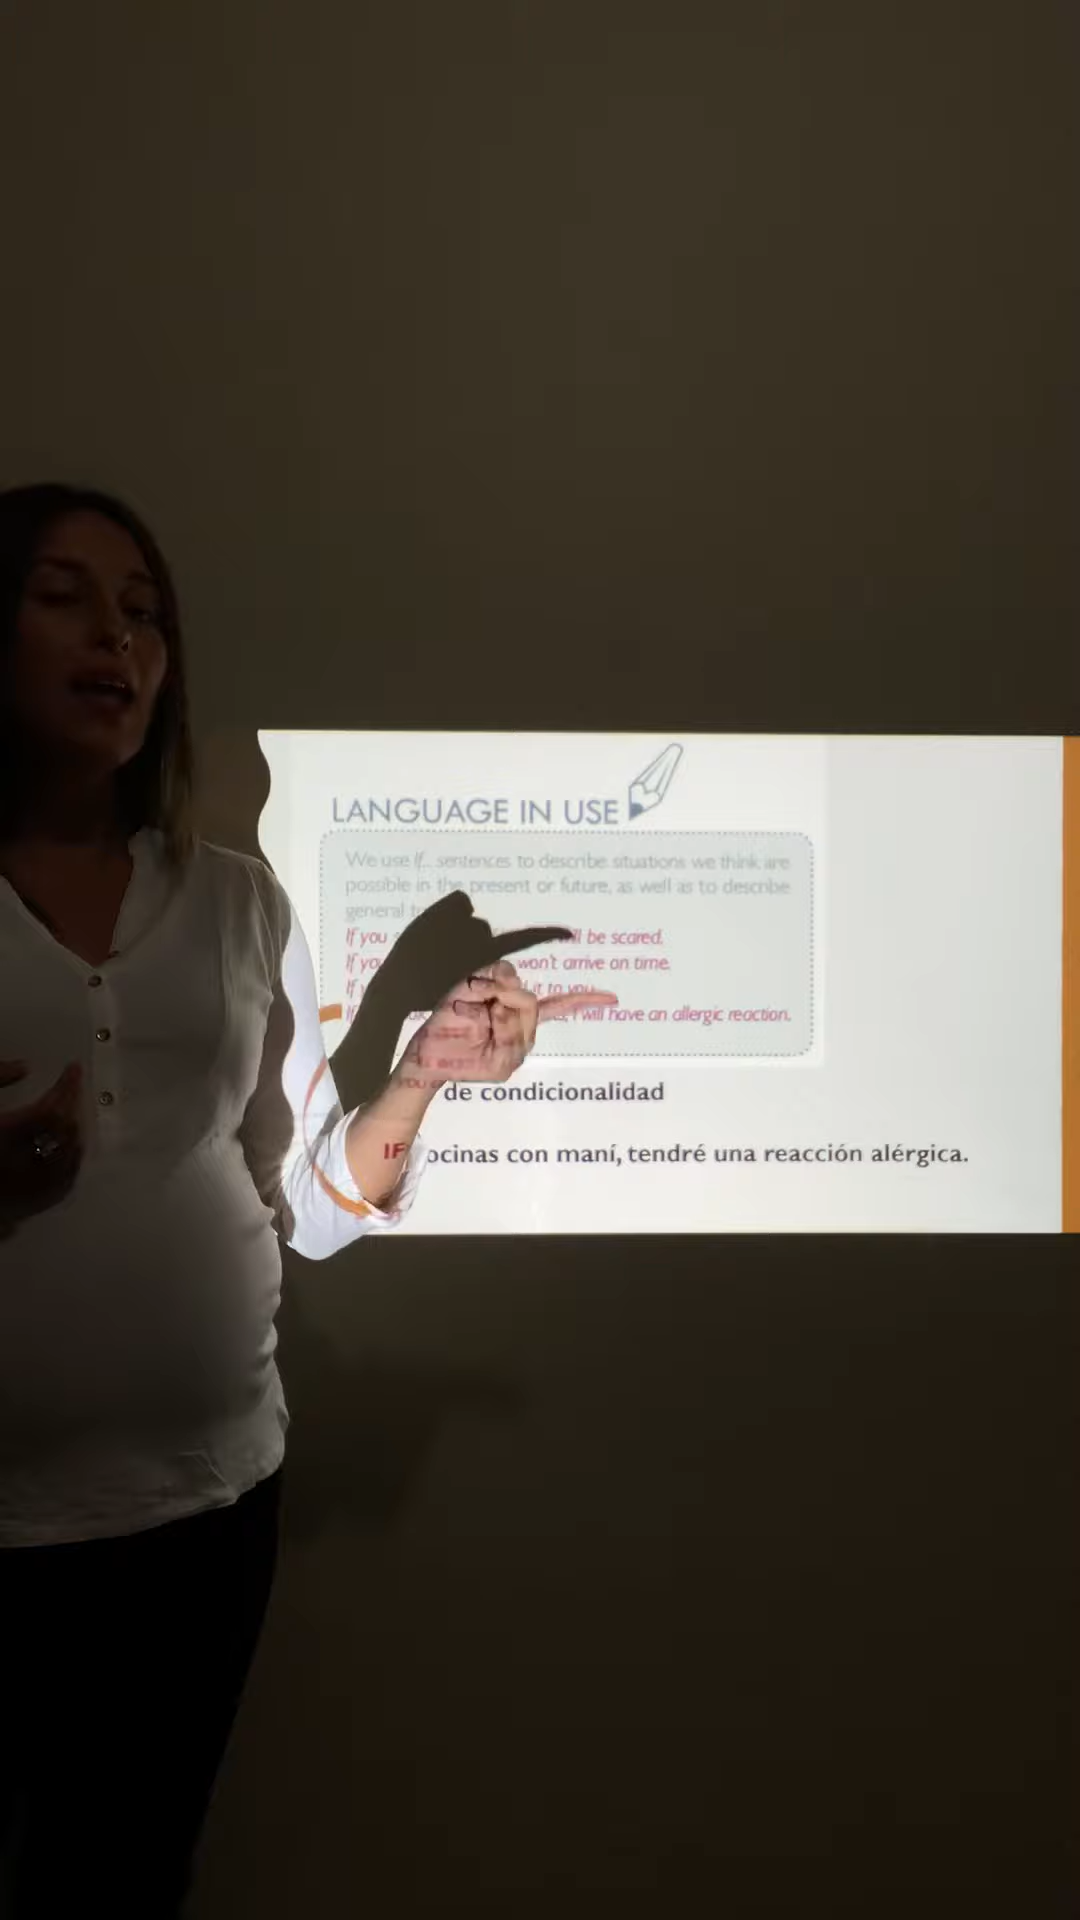 LANGUAGE IN USE
We use If... sentences to describe situations we think are
possible in the present or future, as well as to describe
general
If you will be scared.
If you won't arrive on time.
If it to you.
If I will have an allergic reaction.
de condicionalidad
IF ocinas con maní, tendré una reacción alérgica.